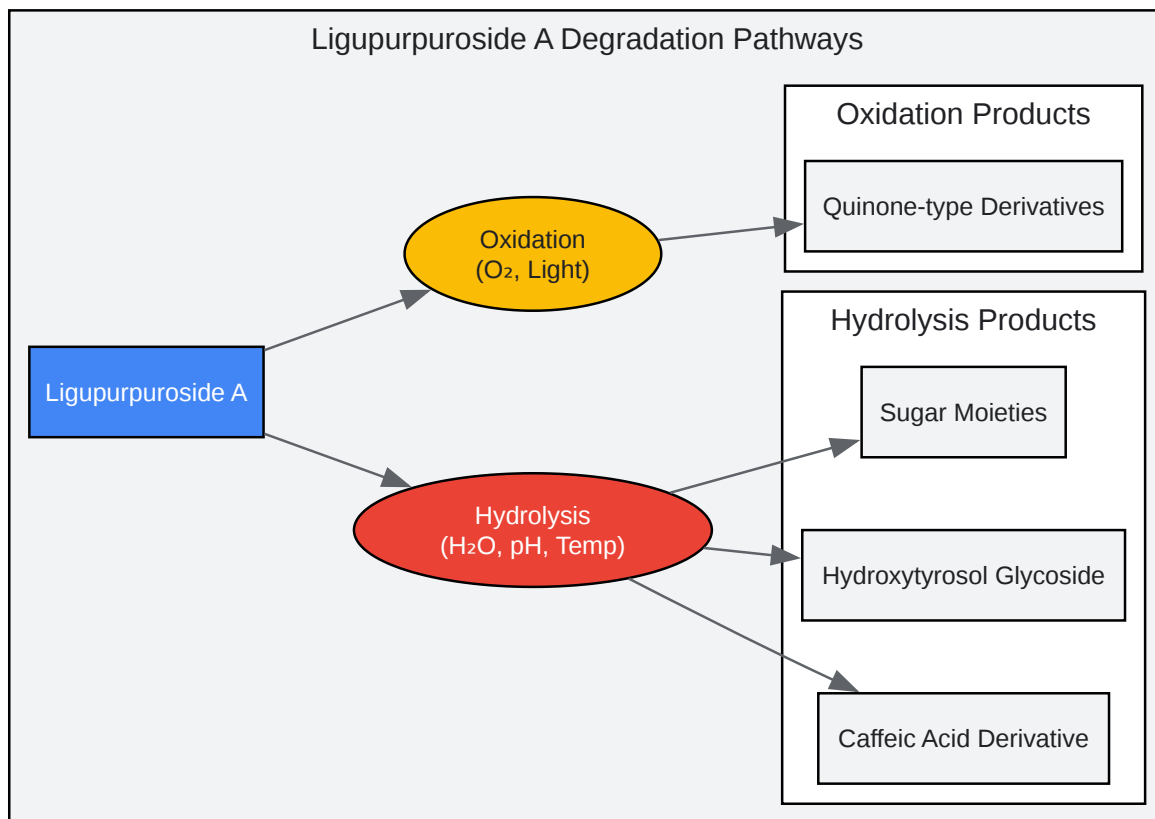 Ligupurpuroside A Degradation Pathways
Oxidation Products
Quinone-type Derivatives
Oxidation
(O₂, Light)
Ligupurpuroside A
Hydrolysis
(H₂O, pH, Temp)
Hydrolysis Products
Sugar Moieties
Hydroxytyrosol Glycoside
Caffeic Acid Derivative